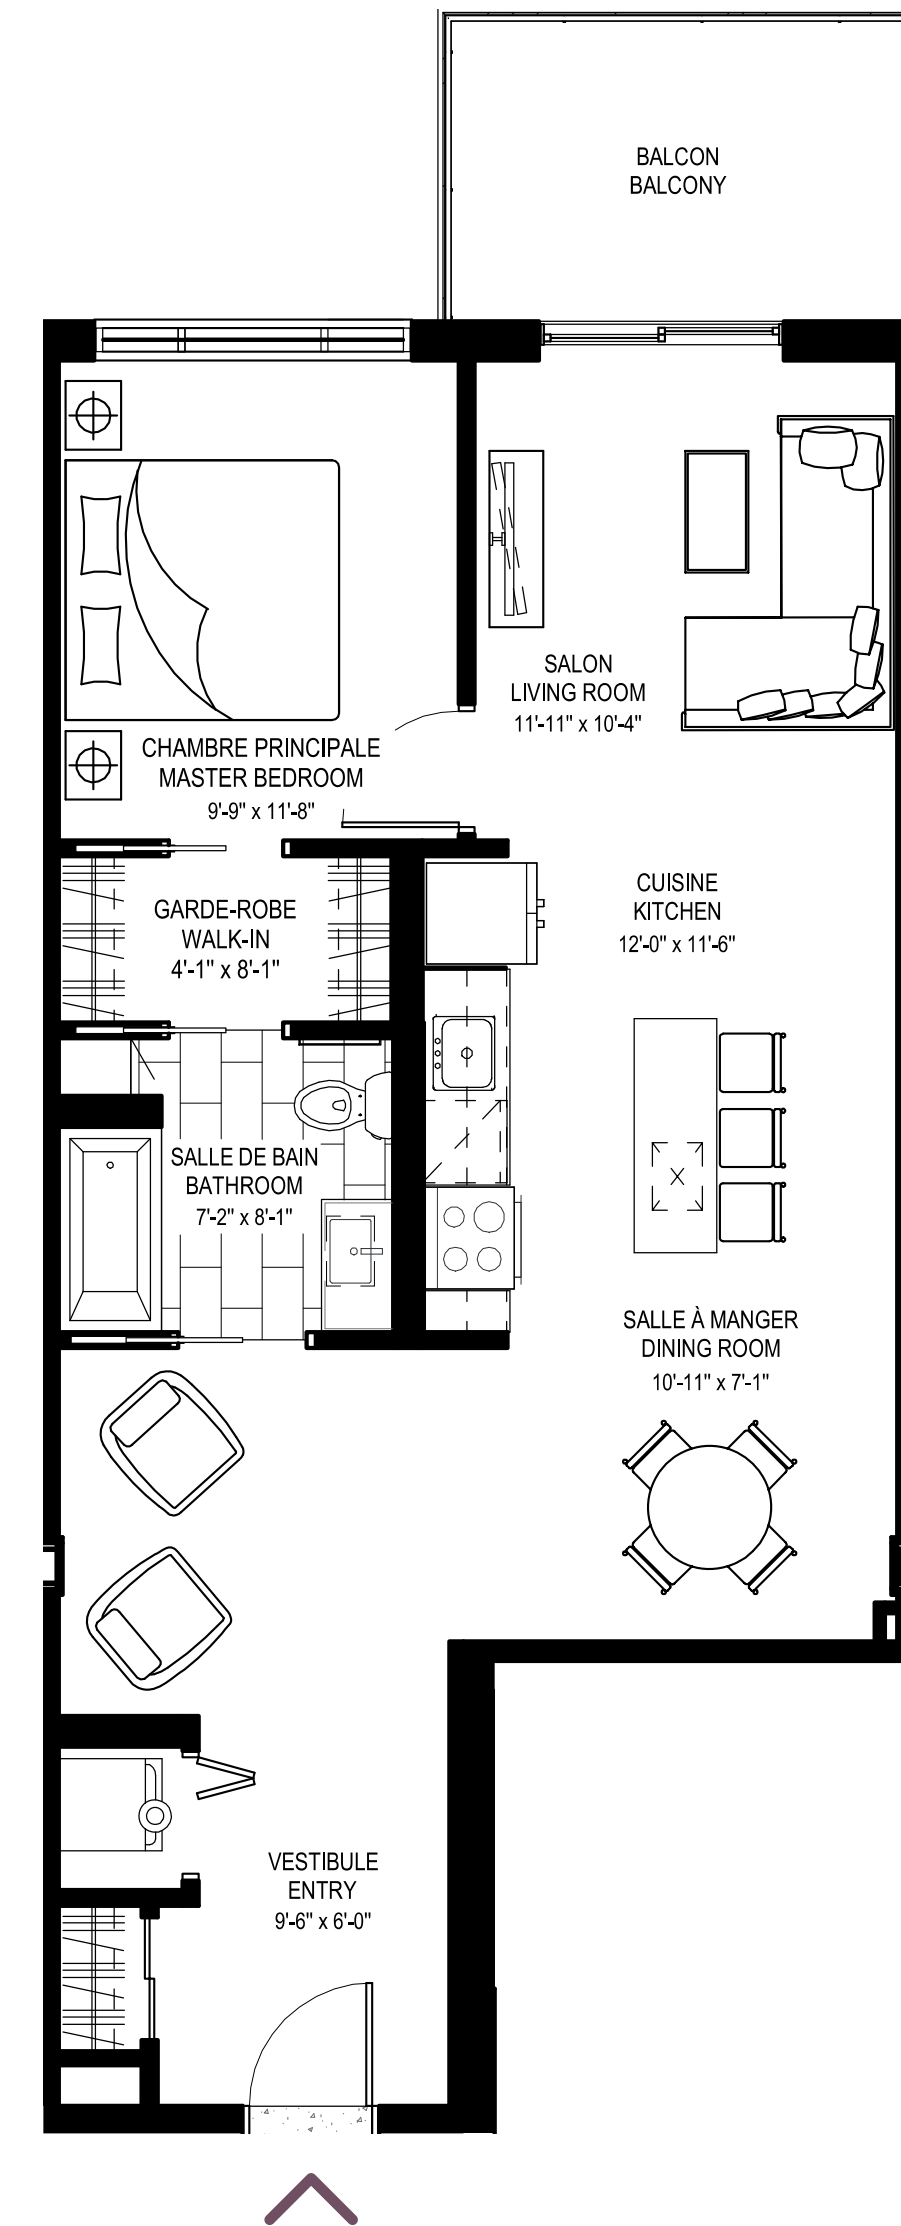 BALCON
BALCONY
SALON
LIVING ROOM
11'-11" x 10'-4"
CHAMBRE PRINCIPALE
MASTER BEDROOM
9'-9" x 11'-8"
CUISINE
KITCHEN
12'-0" x 11'-6"
GARDE-ROBE
WALK-IN
4'-1" x 8'-1"
SALLE DE BAIN
BATHROOM
7'-2" x 8'-1"
SALLE À MANGER
DINING ROOM
10'-11" x 7'-1"
VESTIBULE
ENTRY
9'-6" x 6'-0"